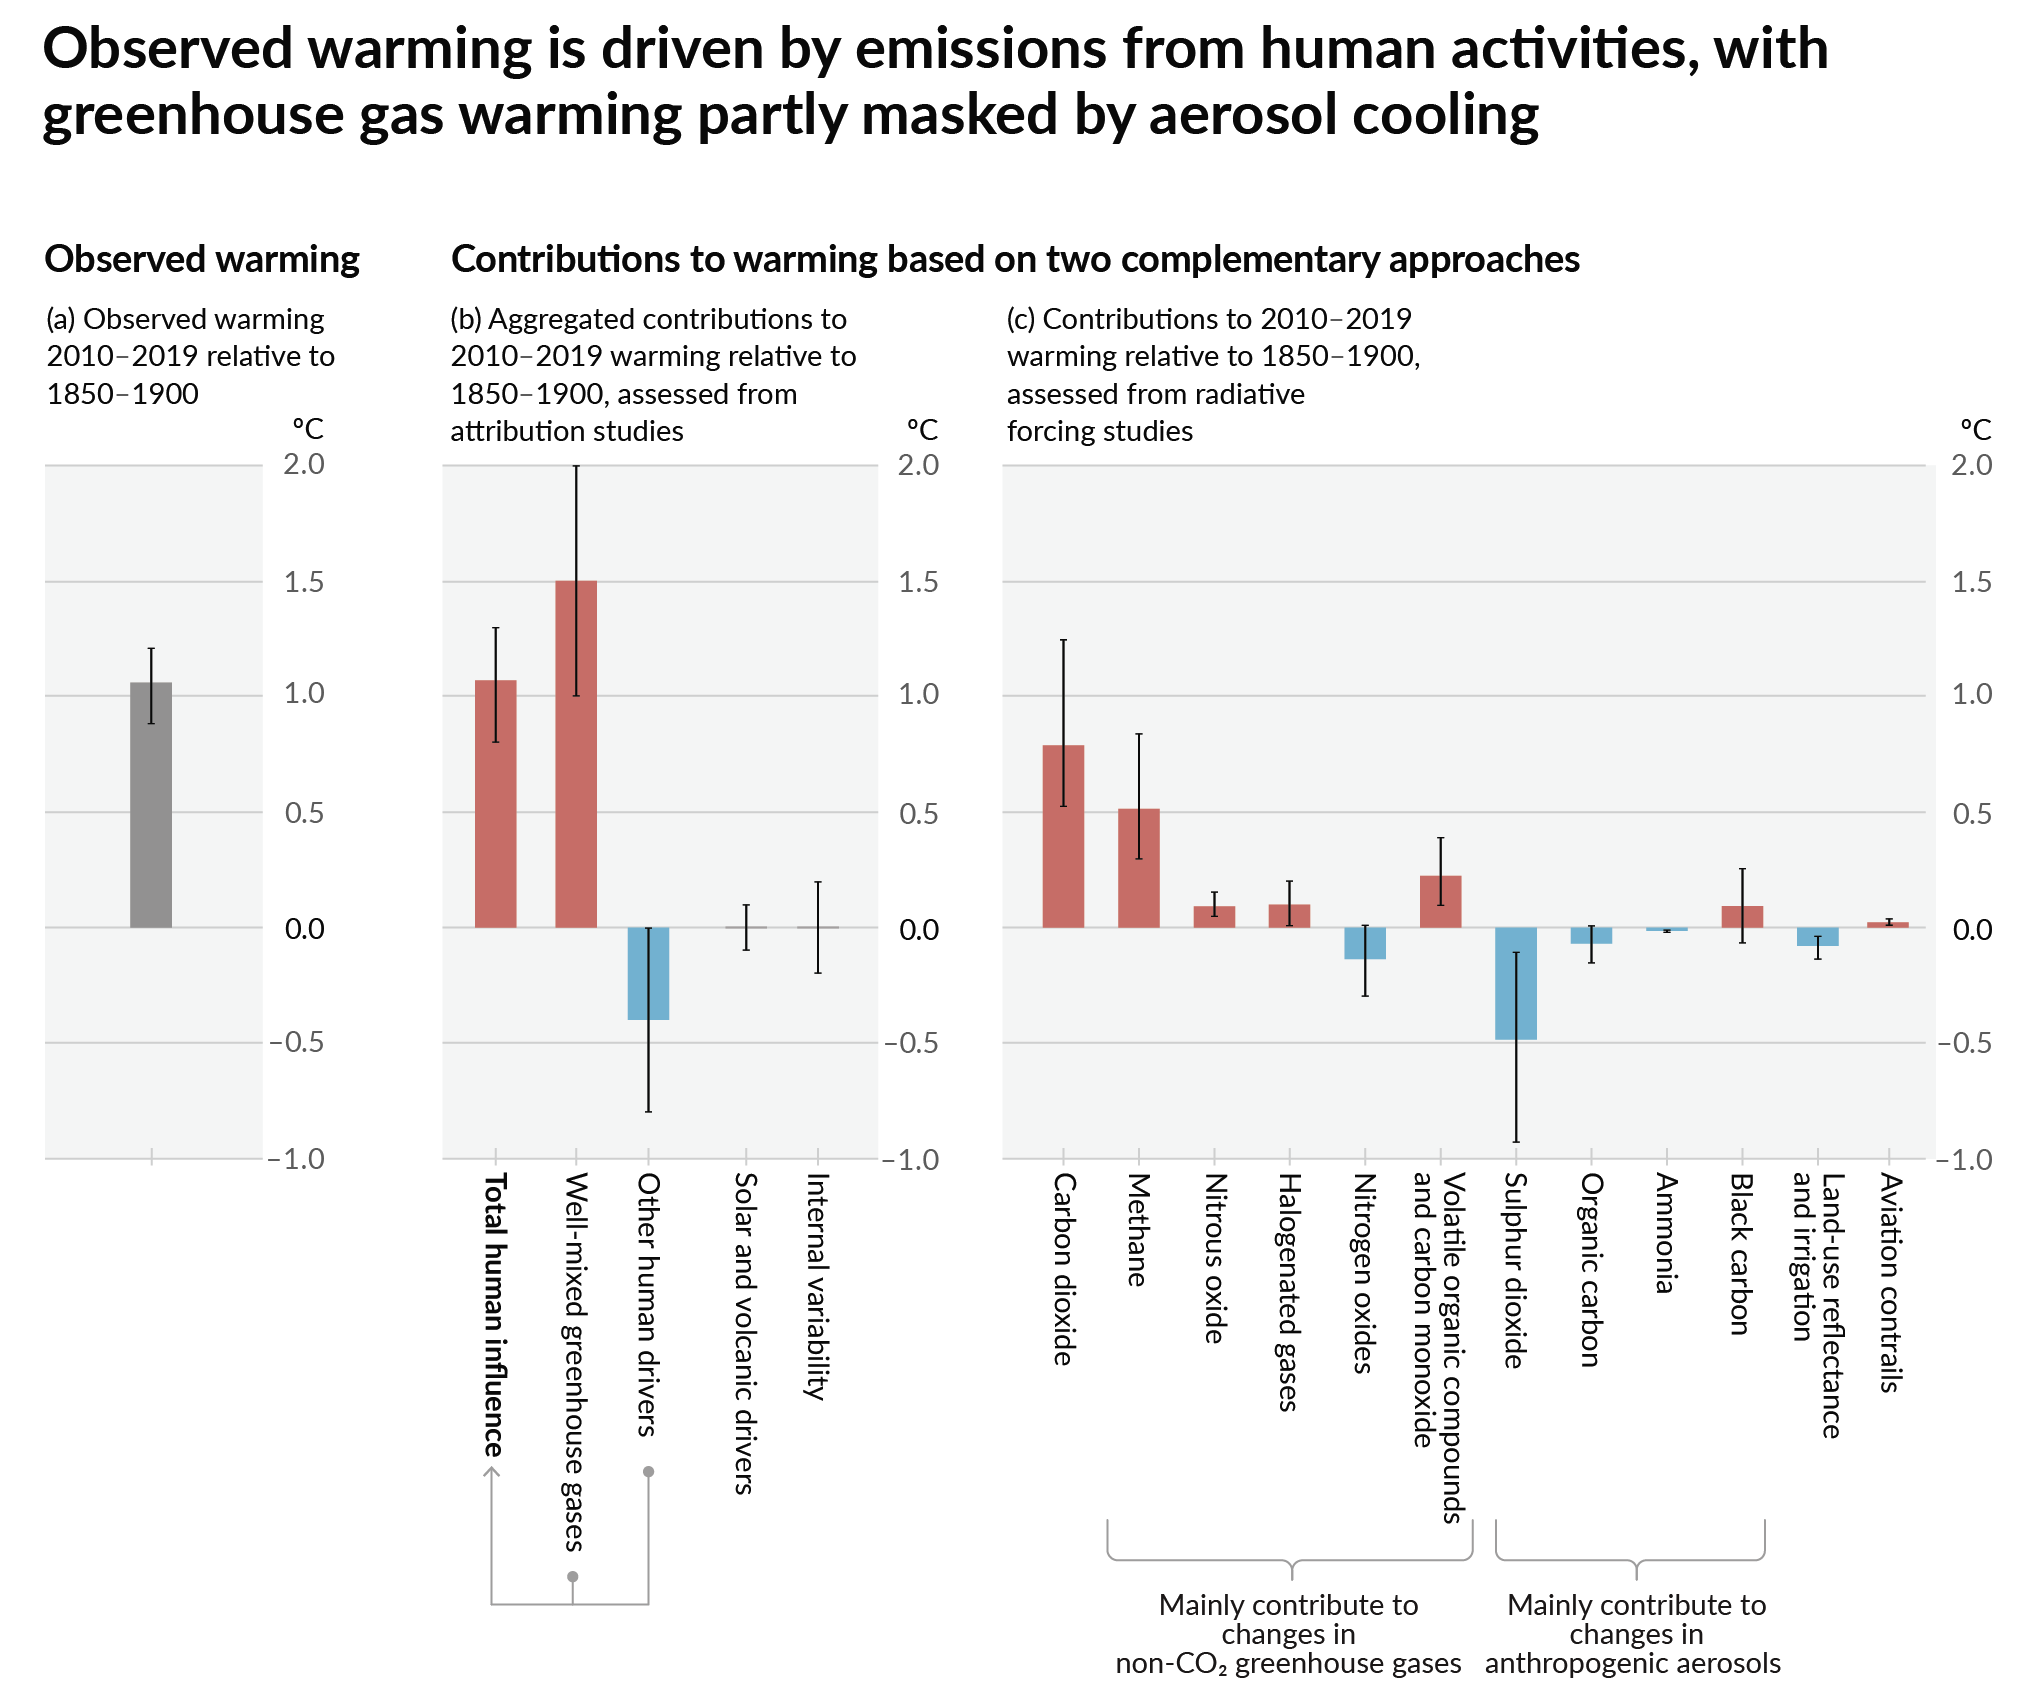 Observed warming is driven by emissions from human activities, with
greenhouse gas warming partly masked by aerosol cooling
Observed warming
Contributions to warming based on two complementary approaches
(a) Observed warming
2010–2019 relative to
1850–1900
(b) Aggregated contributions to
2010–2019 warming relative to
1850–1900, assessed from
attribution studies
(c) Contributions to 2010–2019
warming relative to 1850–1900,
assessed from radiative
forcing studies
ºC
2.0
1.5
1.0
0.5
0.0
–0.5
–1.0
ºC
2.0
1.5
1.0
0.5
0.0
–0.5
–1.0
ºC
2.0
1.5
1.0
0.5
0.0
–0.5
–1.0
Total human influence
Well-mixed greenhouse gases
Other human drivers
Solar and volcanic drivers
Internal variability
Carbon dioxide
Methane
Nitrous oxide
Halogenated gases
Nitrogen oxides
Volatile organic compounds
and carbon monoxide
Sulphur dioxide
Organic carbon
Ammonia
Black carbon
Land-use reflectance
and irrigation
Aviation contrails
Mainly contribute to
changes in
non-CO₂ greenhouse gases
Mainly contribute to
changes in
anthropogenic aerosols